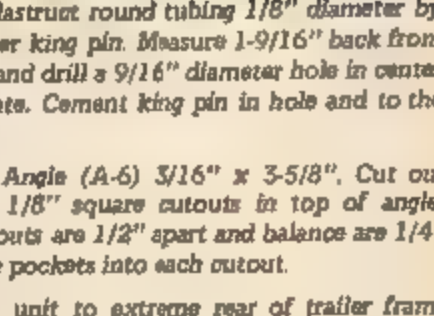 lastruct round tubing 1/8" diameter by
er king pin. Measure 1-9/16" back from
and drill a 9/16" diameter hole in cente
ate. Cement king pin in hole and to the
Angle (A-6) 3/16" x 3-5/8". Cut ou
1/8" square cutouts in top of angle
outs are 1/2" apart and balance are 1/4
pockets into each cutout.
unit to extreme rear of trailer fram